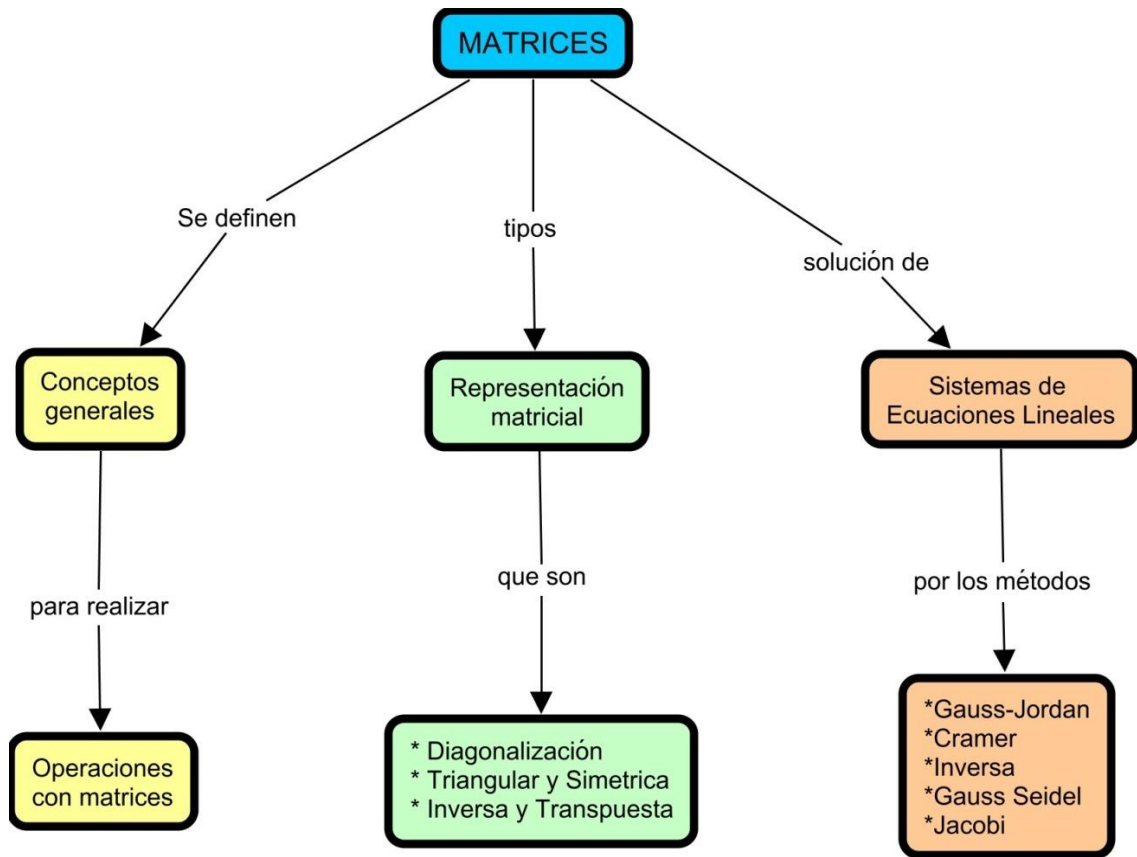 MATRICES
Se definen
tipos
solución de
Conceptos
generales
Representación
matricial
Sistemas de
Ecuaciones Lineales
para realizar
que son
por los métodos
Operaciones
con matrices
* Diagonalización
* Triangular y Simetrica
* Inversa y Transpuesta
*Gauss-Jordan
*Cramer
*Inversa
*Gauss Seidel
*Jacobi